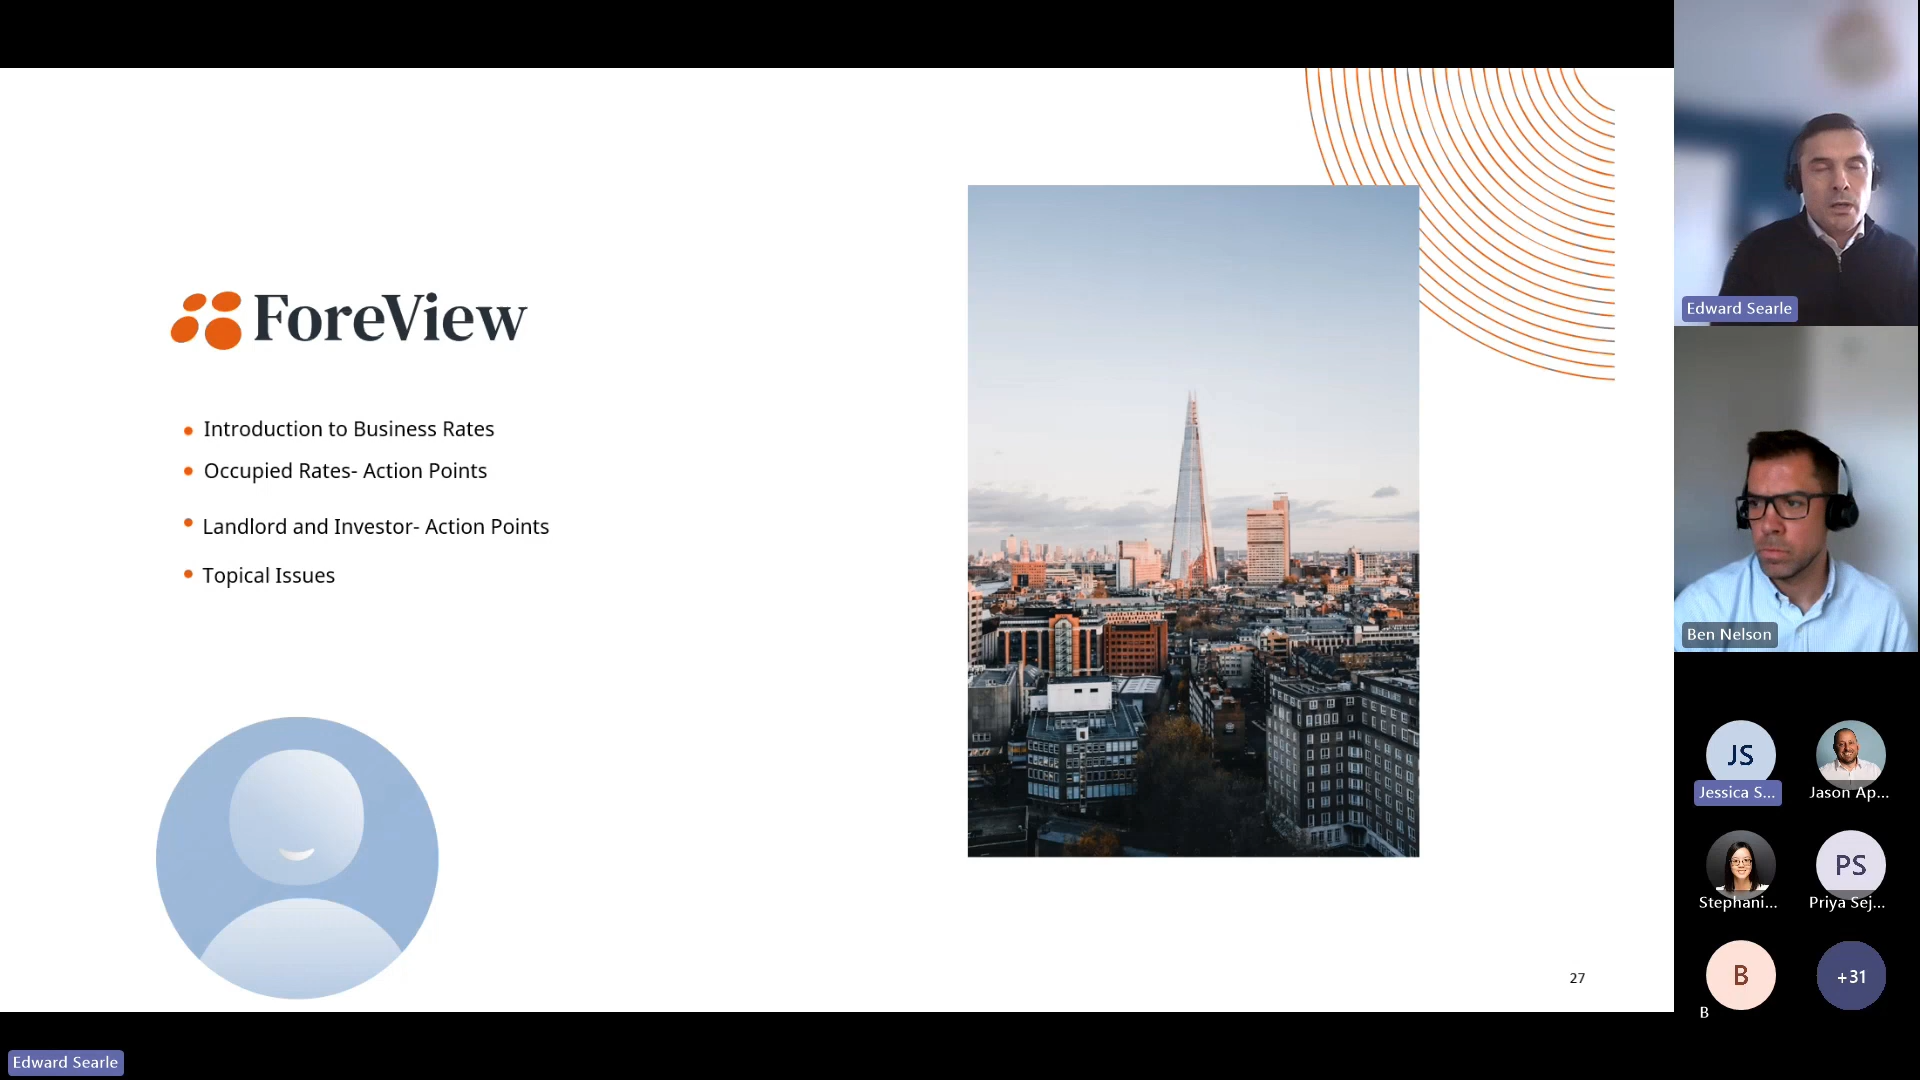 ForeView
Introduction to Business Rates
Occupied Rates- Action Points
Landlord and Investor- Action Points
Topical Issues
27
Edward Searle
Edward Searle
Ben Nelson
JS
Jessica S...
Jason Ap...
Stephani...
PS
Priya Sej...
B
B
+31